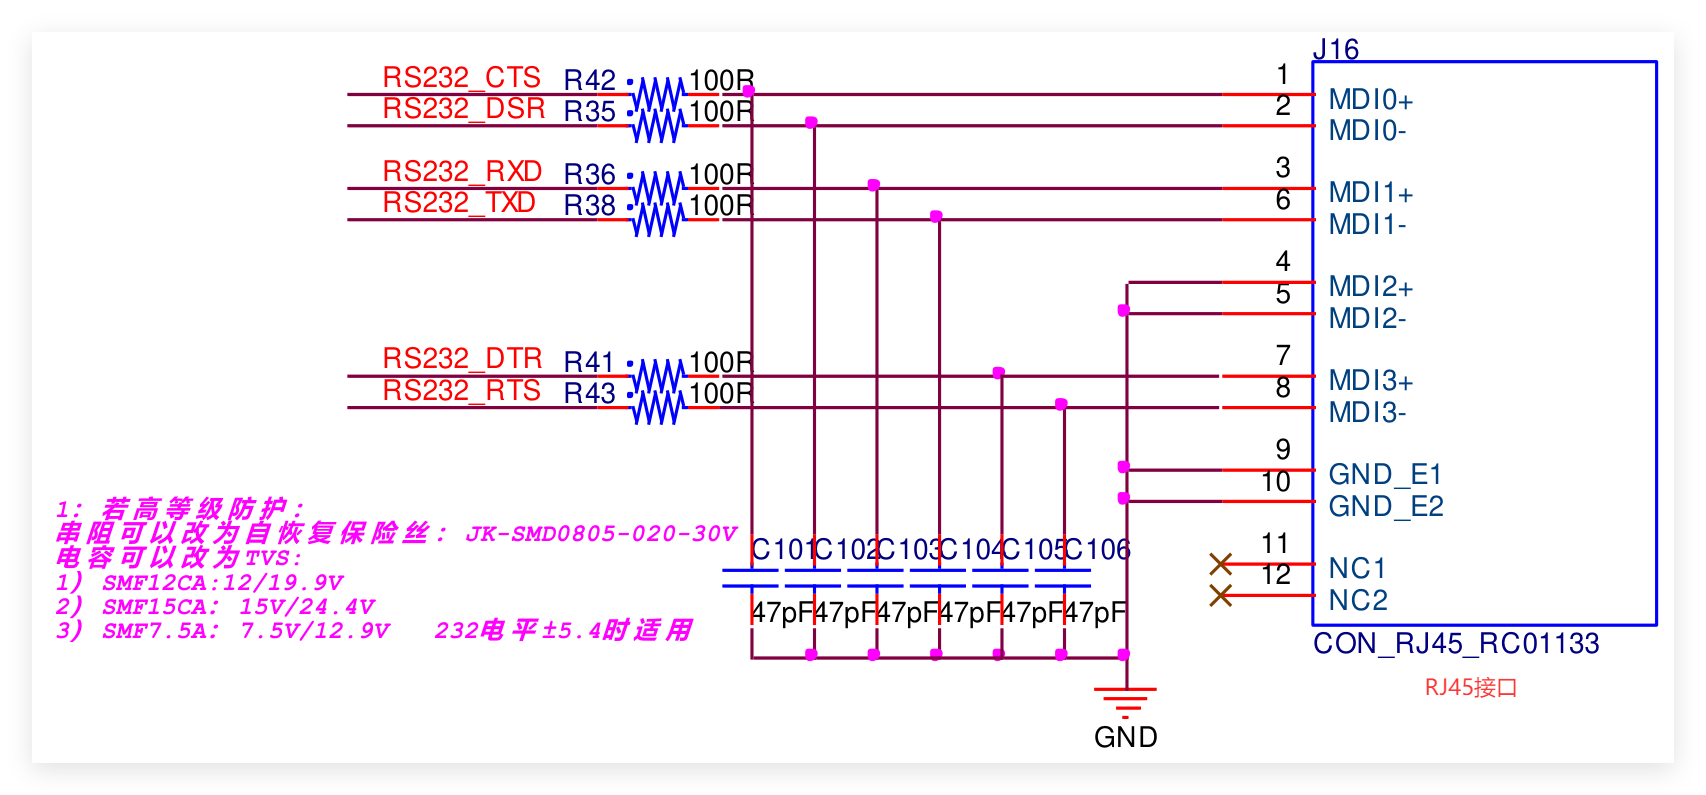 J16
RS232_CTS R42 100R 1 MDI0+
RS232_DSR R35 100R 2 MDI0-
RS232_RXD R36 100R 3 MDI1+
RS232_TXD R38 100R 6 MDI1-
4 MDI2+
5 MDI2-
RS232_DTR R41 100R 7 MDI3+
RS232_RTS R43 100R 8 MDI3-
9 GND_E1
10 GND_E2
11 NC1
12 NC2
1: 若高等级防护:
串阻可以改为自恢复保险丝: JK-SMD0805-020-30V
电容可以改为TVS:
1) SMF12CA:12/19.9V
2) SMF15CA: 15V/24.4V
3) SMF7.5A: 7.5V/12.9V 232电平±5.4时适用
C101 C102 C103 C104 C105 C106
47pF 47pF 47pF 47pF 47pF 47pF
CON_RJ45_RC01133
RJ45接口
GND